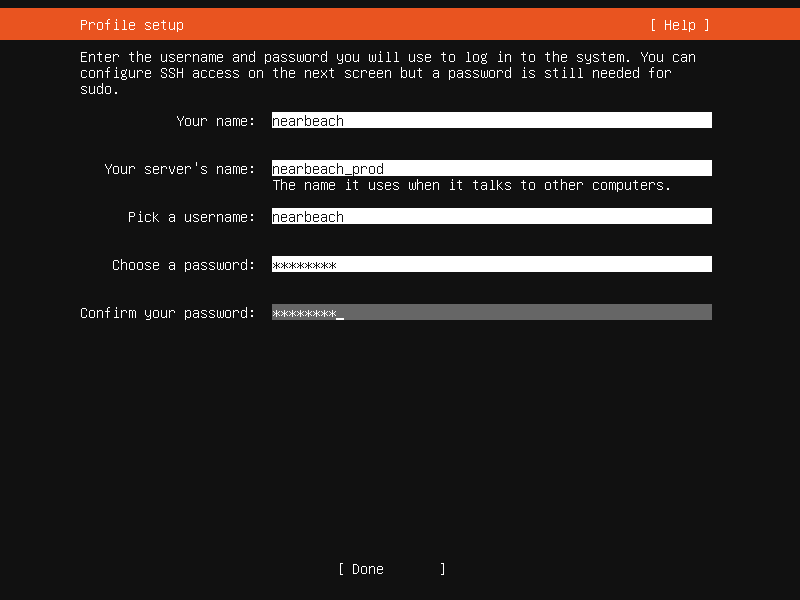 Profile setup [ Help ]
Enter the username and password you will use to log in to the system. You can
configure SSH access on the next screen but a password is still needed for
sudo.
Your name: nearbeach
Your server's name: nearbeach_prod
The name it uses when it talks to other computers.
Pick a username: nearbeach
Choose a password: ********
Confirm your password: ********_
[ Done ]